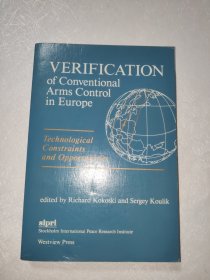 VERIFICATION
of Conventional
Arms Control
in Europe
Technological
Constraints
and Opportunities
edited by Richard Kokoski and Sergey Koulik
sipri
Stockholm International Peace Research Institute
Westview Press